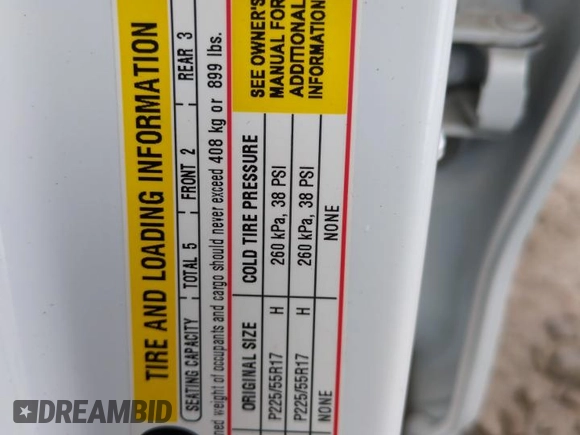 TIRE AND LOADING INFORMATION
SEATING CAPACITY TOTAL 5 FRONT 2 REAR 3
weight of occupants and cargo should never exceed 408 kg or 899 lbs.
ORIGINAL SIZE COLD TIRE PRESSURE
P225/55R17 H 260 kPa, 38 PSI
P225/55R17 H 260 kPa, 38 PSI
NONE NONE
SEE OWNER'S
MANUAL FOR
ADDITIONAL
INFORMATION
DREAMBID